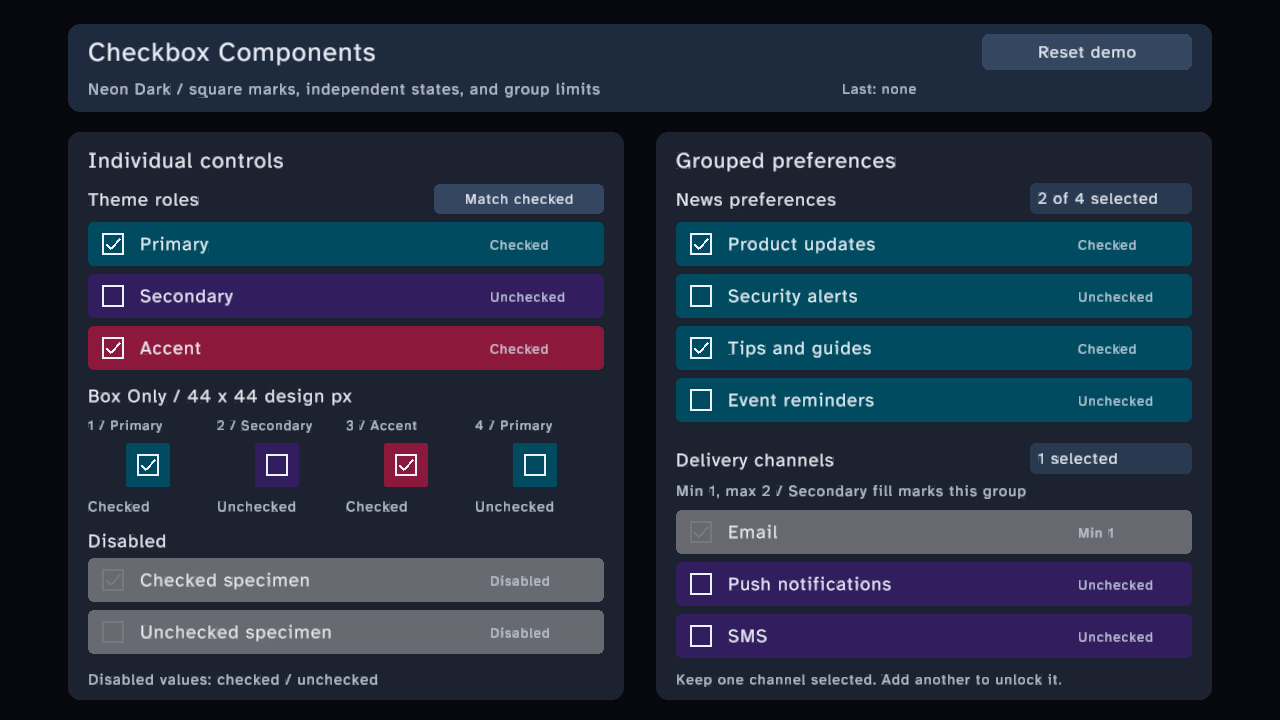 Checkbox Components
Reset demo
Neon Dark / square marks, independent states, and group limits
Last: none
Individual controls
Theme roles
Match checked
Primary
Checked
Secondary
Unchecked
Accent
Checked
Box Only / 44 x 44 design px
1 / Primary
2 / Secondary
3 / Accent
4 / Primary
Checked
Unchecked
Checked
Unchecked
Disabled
Checked specimen
Disabled
Unchecked specimen
Disabled
Disabled values: checked / unchecked
Grouped preferences
News preferences
2 of 4 selected
Product updates
Checked
Security alerts
Unchecked
Tips and guides
Checked
Event reminders
Unchecked
Delivery channels
1 selected
Min 1, max 2 / Secondary fill marks this group
Email
Min 1
Push notifications
Unchecked
SMS
Unchecked
Keep one channel selected. Add another to unlock it.